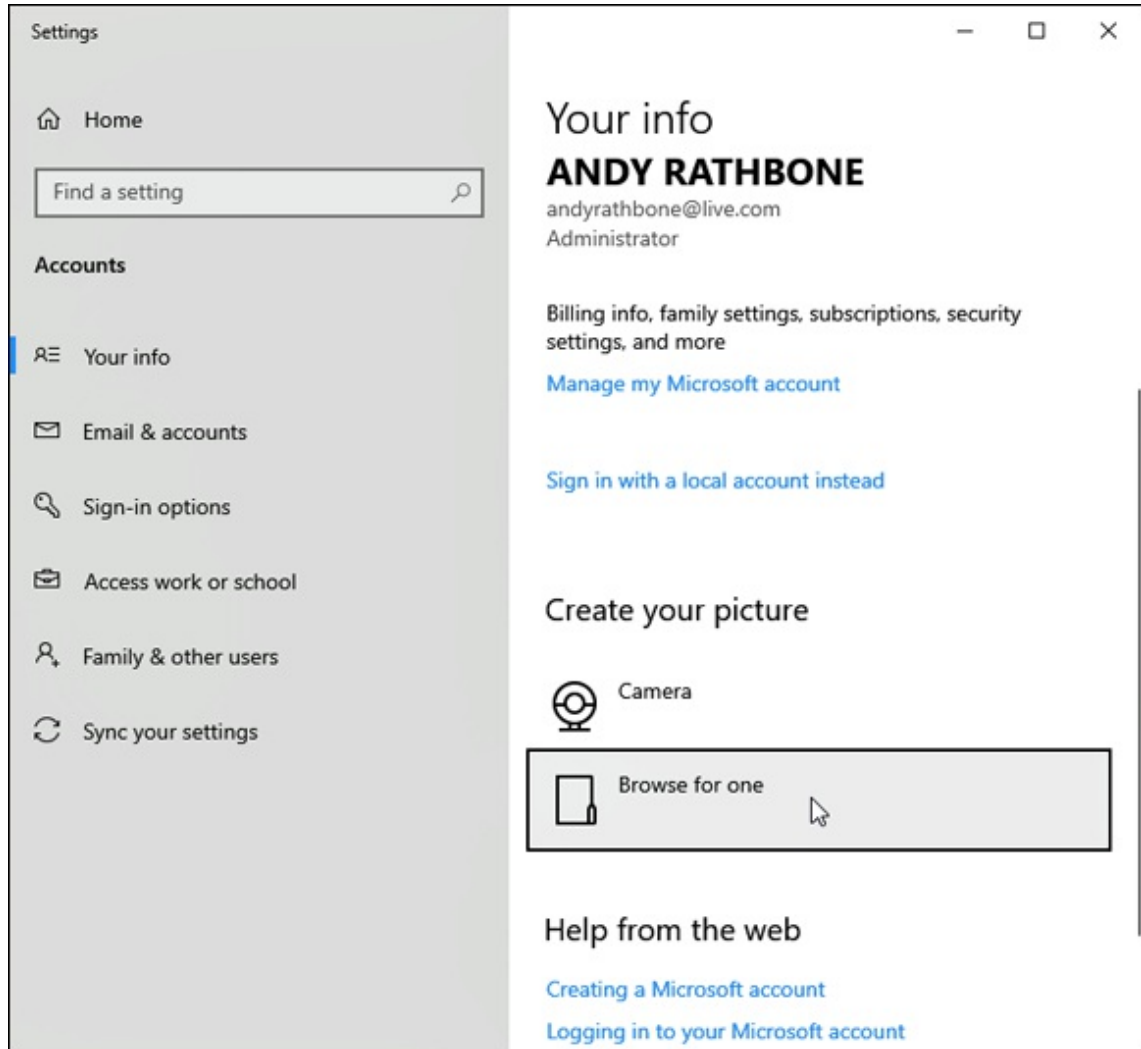 Settings
Home
Find a setting
Accounts
Your info
Email & accounts
Sign-in options
Access work or school
Family & other users
Sync your settings
Your info
ANDY RATHBONE
andyrathbone@live.com
Administrator
Billing info, family settings, subscriptions, security
settings, and more
Manage my Microsoft account
Sign in with a local account instead
Create your picture
Camera
Browse for one
Help from the web
Creating a Microsoft account
Logging in to your Microsoft account